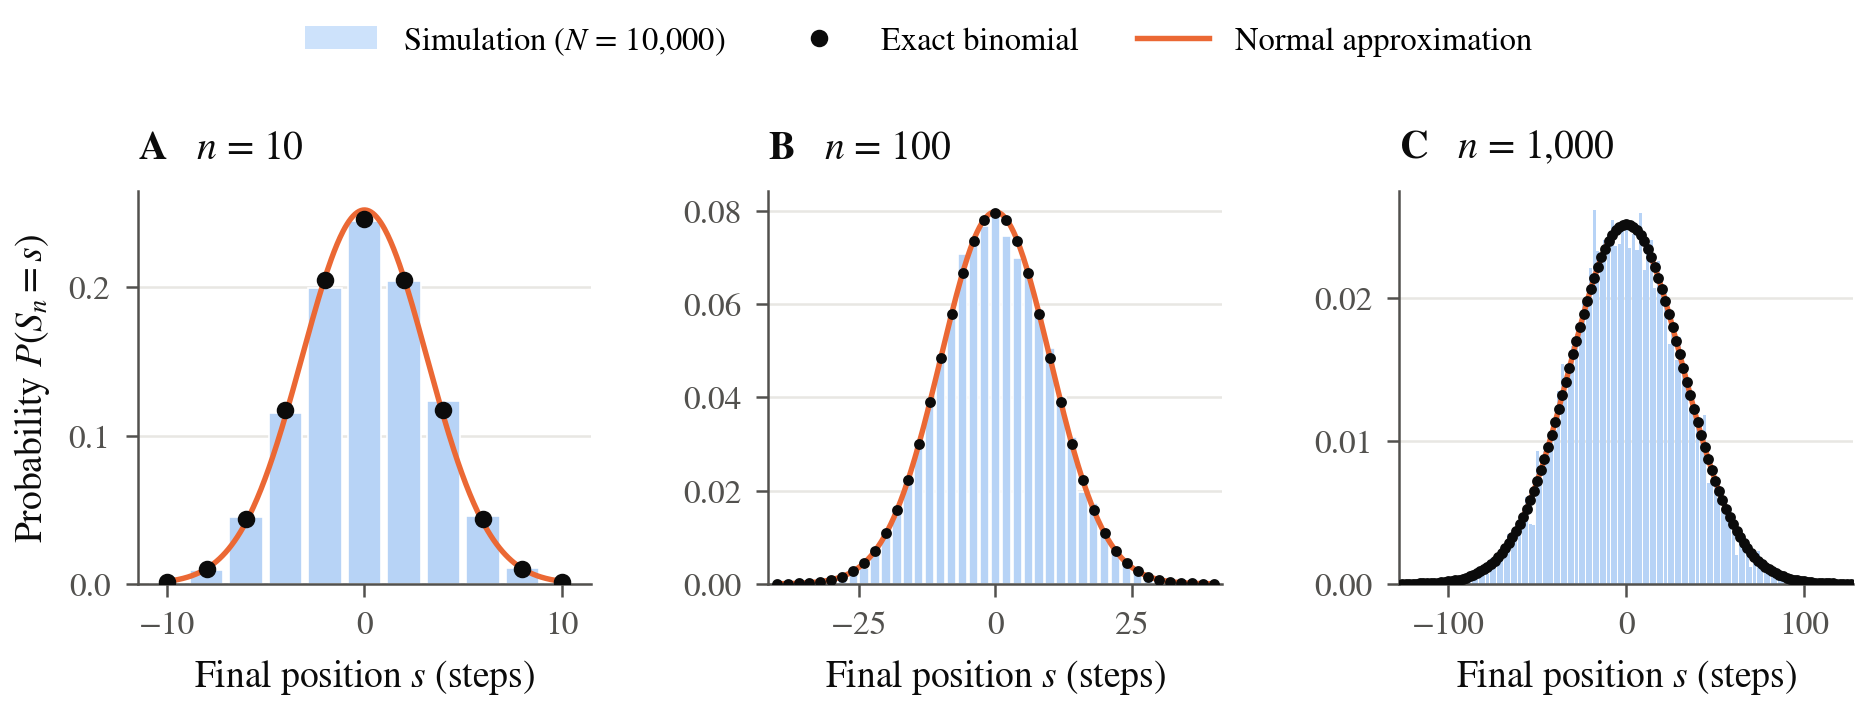 Simulation (N = 10,000) Exact binomial Normal approximation
A n = 10
B n = 100
C n = 1,000
Probability P(Sₙ = s)
0.2
0.1
0.0
−10 0 10
Final position s (steps)
0.08
0.06
0.04
0.02
0.00
−25 0 25
Final position s (steps)
0.02
0.01
0.00
−100 0 100
Final position s (steps)